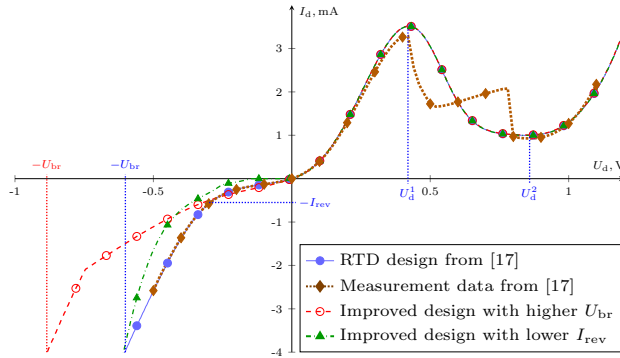 I_d, mA
3
2
1
−U_br
−U_br
U_d, V
-1
-0.5
0
U_d^1
0.5
U_d^2
1
−I_rev
-1
-2
-3
-4
RTD design from [17]
Measurement data from [17]
Improved design with higher U_br
Improved design with lower I_rev